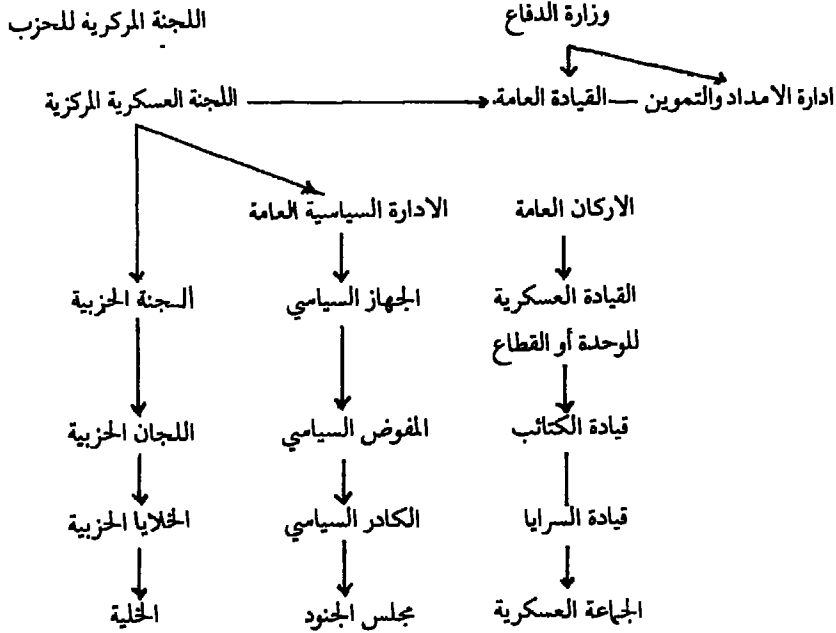 وزارة الدفاع
اللجنة المركرية للحزب
ادارة الامداد والتموين
القيادة العامة
اللجنة العسكرية المركزية
الاركان العامة
الادارة السياسية العامة
القيادة العسكرية
للوحدة أو القطاع
الجهاز السياسي
ألـجنة الحزبية
قيادة الكتائب
المفوض السياسي
اللجان الحزبية
قيادة السرايا
الكادر السياسي
الخلايا الحزبية
الجماعة العسكرية
مجلس الجنود
الخلية